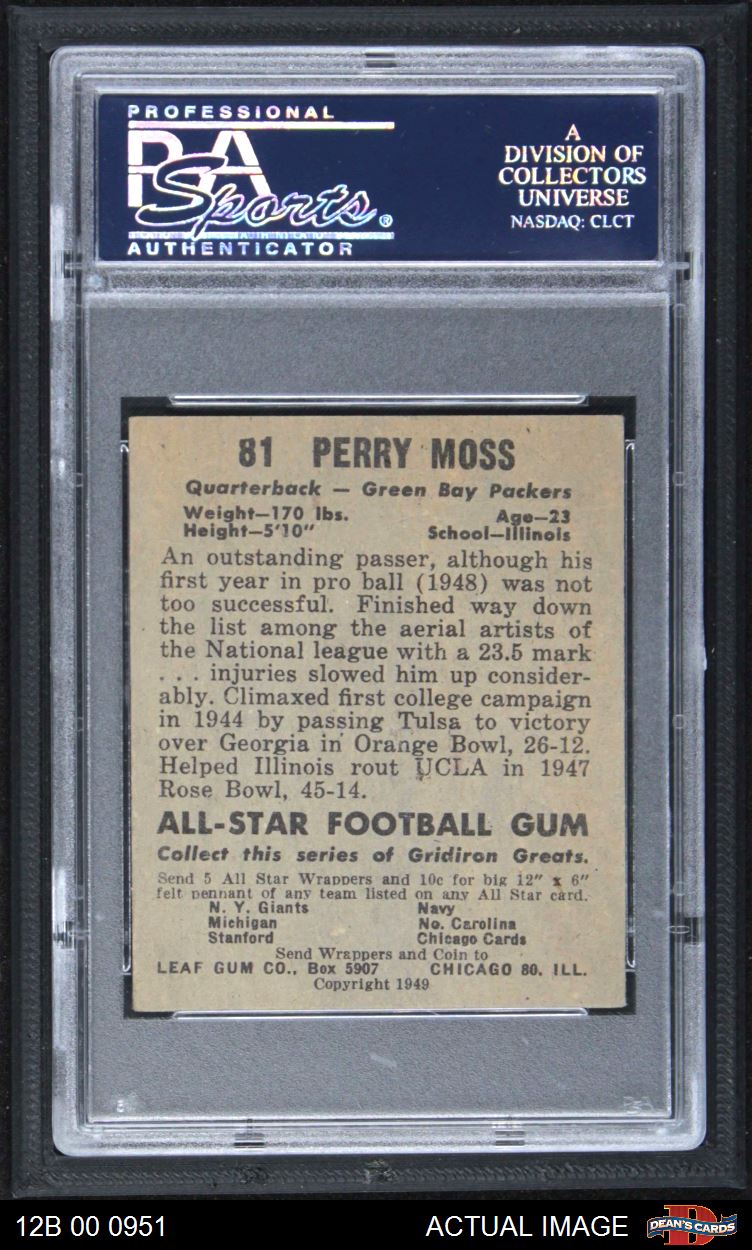 PROFESSIONAL
PSA
Sports®
AUTHENTICATOR
A
DIVISION OF
COLLECTORS
UNIVERSE
NASDAQ: CLCT
81 PERRY MOSS
Quarterback — Green Bay Packers
Weight—170 lbs. Age—23
Height—5'10" School—Illinois
An outstanding passer, although his
first year in pro ball (1948) was not
too successful. Finished way down
the list among the aerial artists of
the National league with a 23.5 mark
. . . injuries slowed him up consider-
ably. Climaxed first college campaign
in 1944 by passing Tulsa to victory
over Georgia in Orange Bowl, 26-12.
Helped Illinois rout UCLA in 1947
Rose Bowl, 45-14.
ALL-STAR FOOTBALL GUM
Collect this series of Gridiron Greats.
Send 5 All Star Wrappers and 10c for big 12" x 6"
felt pennant of any team listed on any All Star card.
N. Y. Giants Navy
Michigan No. Carolina
Stanford Chicago Cards
Send Wrappers and Coin to
LEAF GUM CO., Box 5907 CHICAGO 80, ILL.
Copyright 1949
PSA
12B 00 0951 ACTUAL IMAGE DEAN'S CARDS